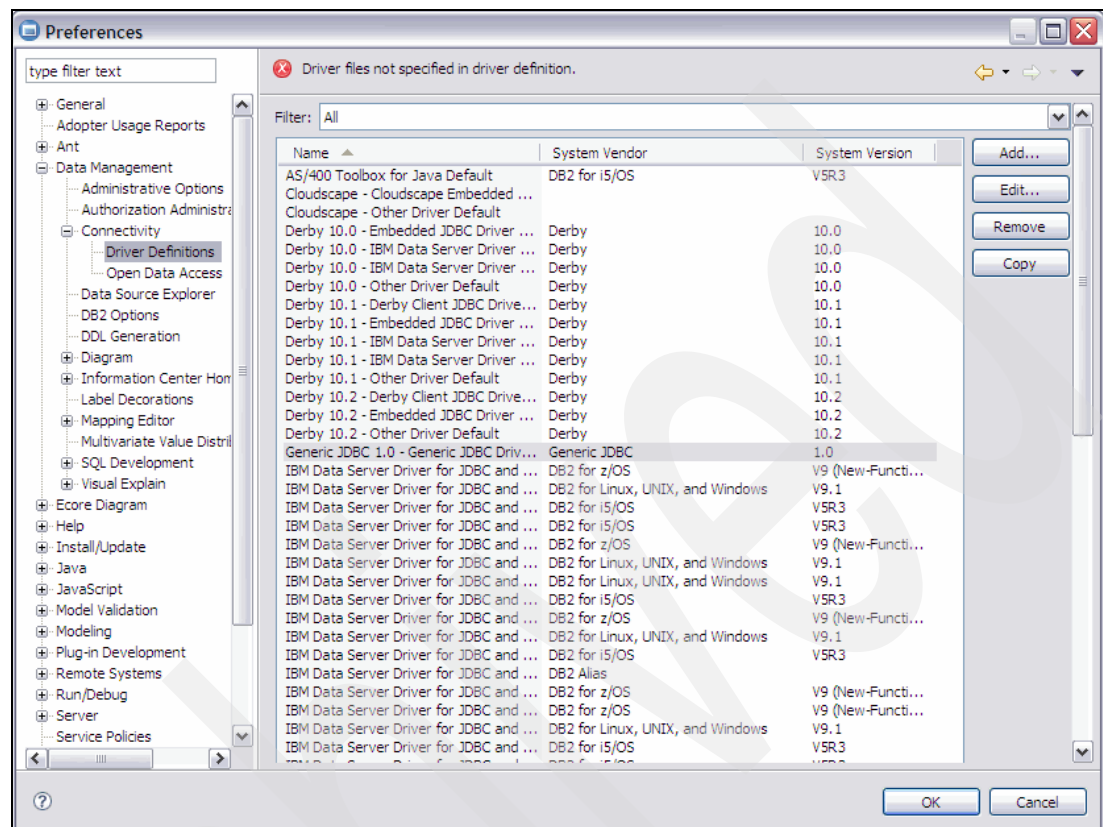 Preferences
type filter text
General
Adopter Usage Reports
Ant
Data Management
Administrative Options
Authorization Administra
Connectivity
Driver Definitions
Open Data Access
Data Source Explorer
DB2 Options
DDL Generation
Diagram
Information Center Hom
Label Decorations
Mapping Editor
Multivariate Value Distri
SQL Development
Visual Explain
Ecore Diagram
Help
Install/Update
Java
JavaScript
Model Validation
Modeling
Plug-in Development
Remote Systems
Run/Debug
Server
Service Policies
Driver files not specified in driver definition.
Filter: All
Name System Vendor System Version
AS/400 Toolbox for Java Default DB2 for i5/OS V5R3
Cloudscape - Cloudscape Embedded ...
Cloudscape - Other Driver Default
Derby 10.0 - Embedded JDBC Driver ... Derby 10.0
Derby 10.0 - IBM Data Server Driver ... Derby 10.0
Derby 10.0 - IBM Data Server Driver ... Derby 10.0
Derby 10.0 - Other Driver Default Derby 10.0
Derby 10.1 - Derby Client JDBC Drive... Derby 10.1
Derby 10.1 - Embedded JDBC Driver ... Derby 10.1
Derby 10.1 - IBM Data Server Driver ... Derby 10.1
Derby 10.1 - IBM Data Server Driver ... Derby 10.1
Derby 10.1 - Other Driver Default Derby 10.1
Derby 10.2 - Derby Client JDBC Drive... Derby 10.2
Derby 10.2 - Embedded JDBC Driver ... Derby 10.2
Derby 10.2 - Other Driver Default Derby 10.2
Generic JDBC 1.0 - Generic JDBC Driv... Generic JDBC 1.0
IBM Data Server Driver for JDBC and ... DB2 for z/OS V9 (New-Functi...
IBM Data Server Driver for JDBC and ... DB2 for Linux, UNIX, and Windows V9.1
IBM Data Server Driver for JDBC and ... DB2 for i5/OS V5R3
IBM Data Server Driver for JDBC and ... DB2 for i5/OS V5R3
IBM Data Server Driver for JDBC and ... DB2 for z/OS V9 (New-Functi...
IBM Data Server Driver for JDBC and ... DB2 for Linux, UNIX, and Windows V9.1
IBM Data Server Driver for JDBC and ... DB2 for Linux, UNIX, and Windows V9.1
IBM Data Server Driver for JDBC and ... DB2 for i5/OS V5R3
IBM Data Server Driver for JDBC and ... DB2 for z/OS V9 (New-Functi...
IBM Data Server Driver for JDBC and ... DB2 for Linux, UNIX, and Windows V9.1
IBM Data Server Driver for JDBC and ... DB2 for i5/OS V5R3
IBM Data Server Driver for JDBC and ... DB2 Alias
IBM Data Server Driver for JDBC and ... DB2 for z/OS V9 (New-Functi...
IBM Data Server Driver for JDBC and ... DB2 for z/OS V9 (New-Functi...
IBM Data Server Driver for JDBC and ... DB2 for Linux, UNIX, and Windows V9.1
IBM Data Server Driver for JDBC and ... DB2 for i5/OS V5R3
Add...
Edit...
Remove
Copy
OK
Cancel